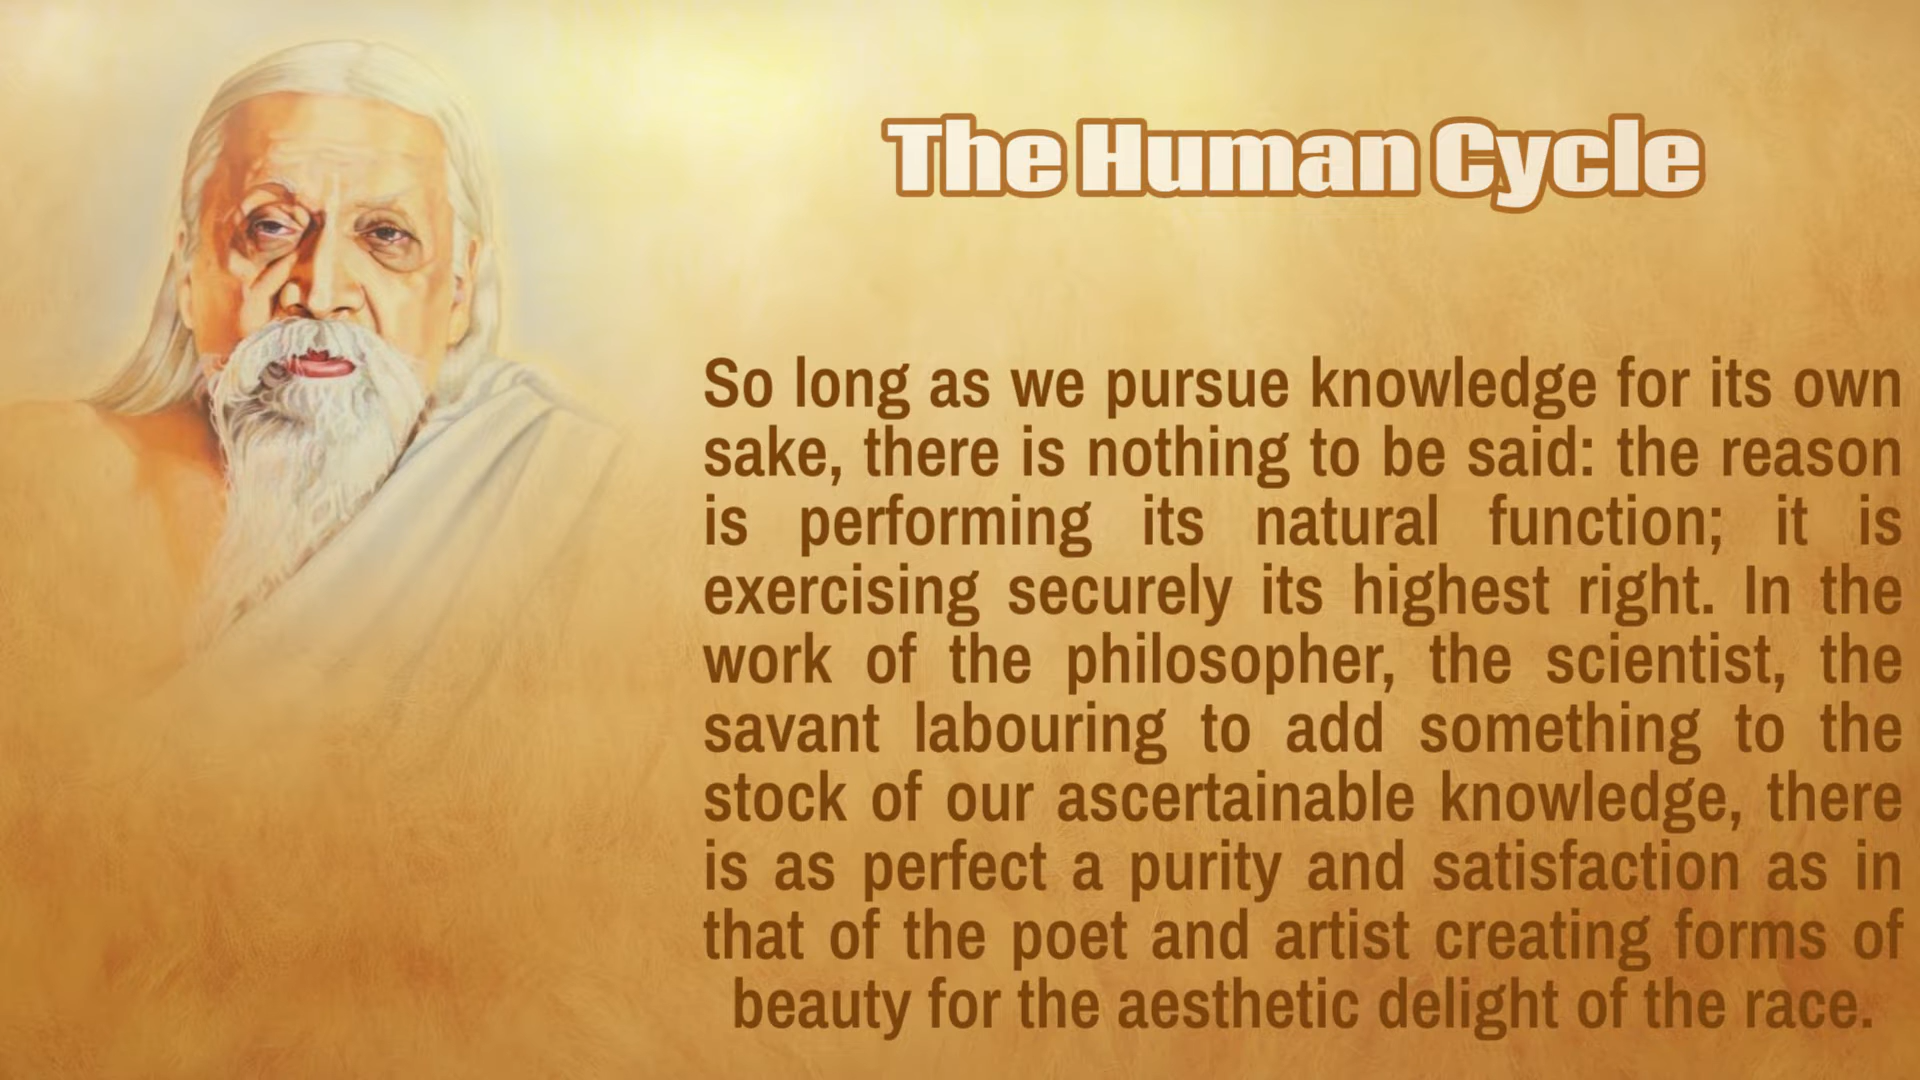 The Human Cycle
So long as we pursue knowledge for its own
sake, there is nothing to be said: the reason
is performing its natural function; it is
exercising securely its highest right. In the
work of the philosopher, the scientist, the
savant labouring to add something to the
stock of our ascertainable knowledge, there
is as perfect a purity and satisfaction as in
that of the poet and artist creating forms of
beauty for the aesthetic delight of the race.